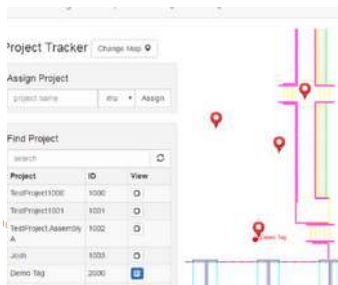 Project Tracker Change Map
Assign Project
project name
Assign
Find Project
search
Project ID View
TestProject1000 1000
TestProject1001 1001
TestProject.Assembly 1002
A
Josh 1003
Demo Tag 2000
Demo Tag